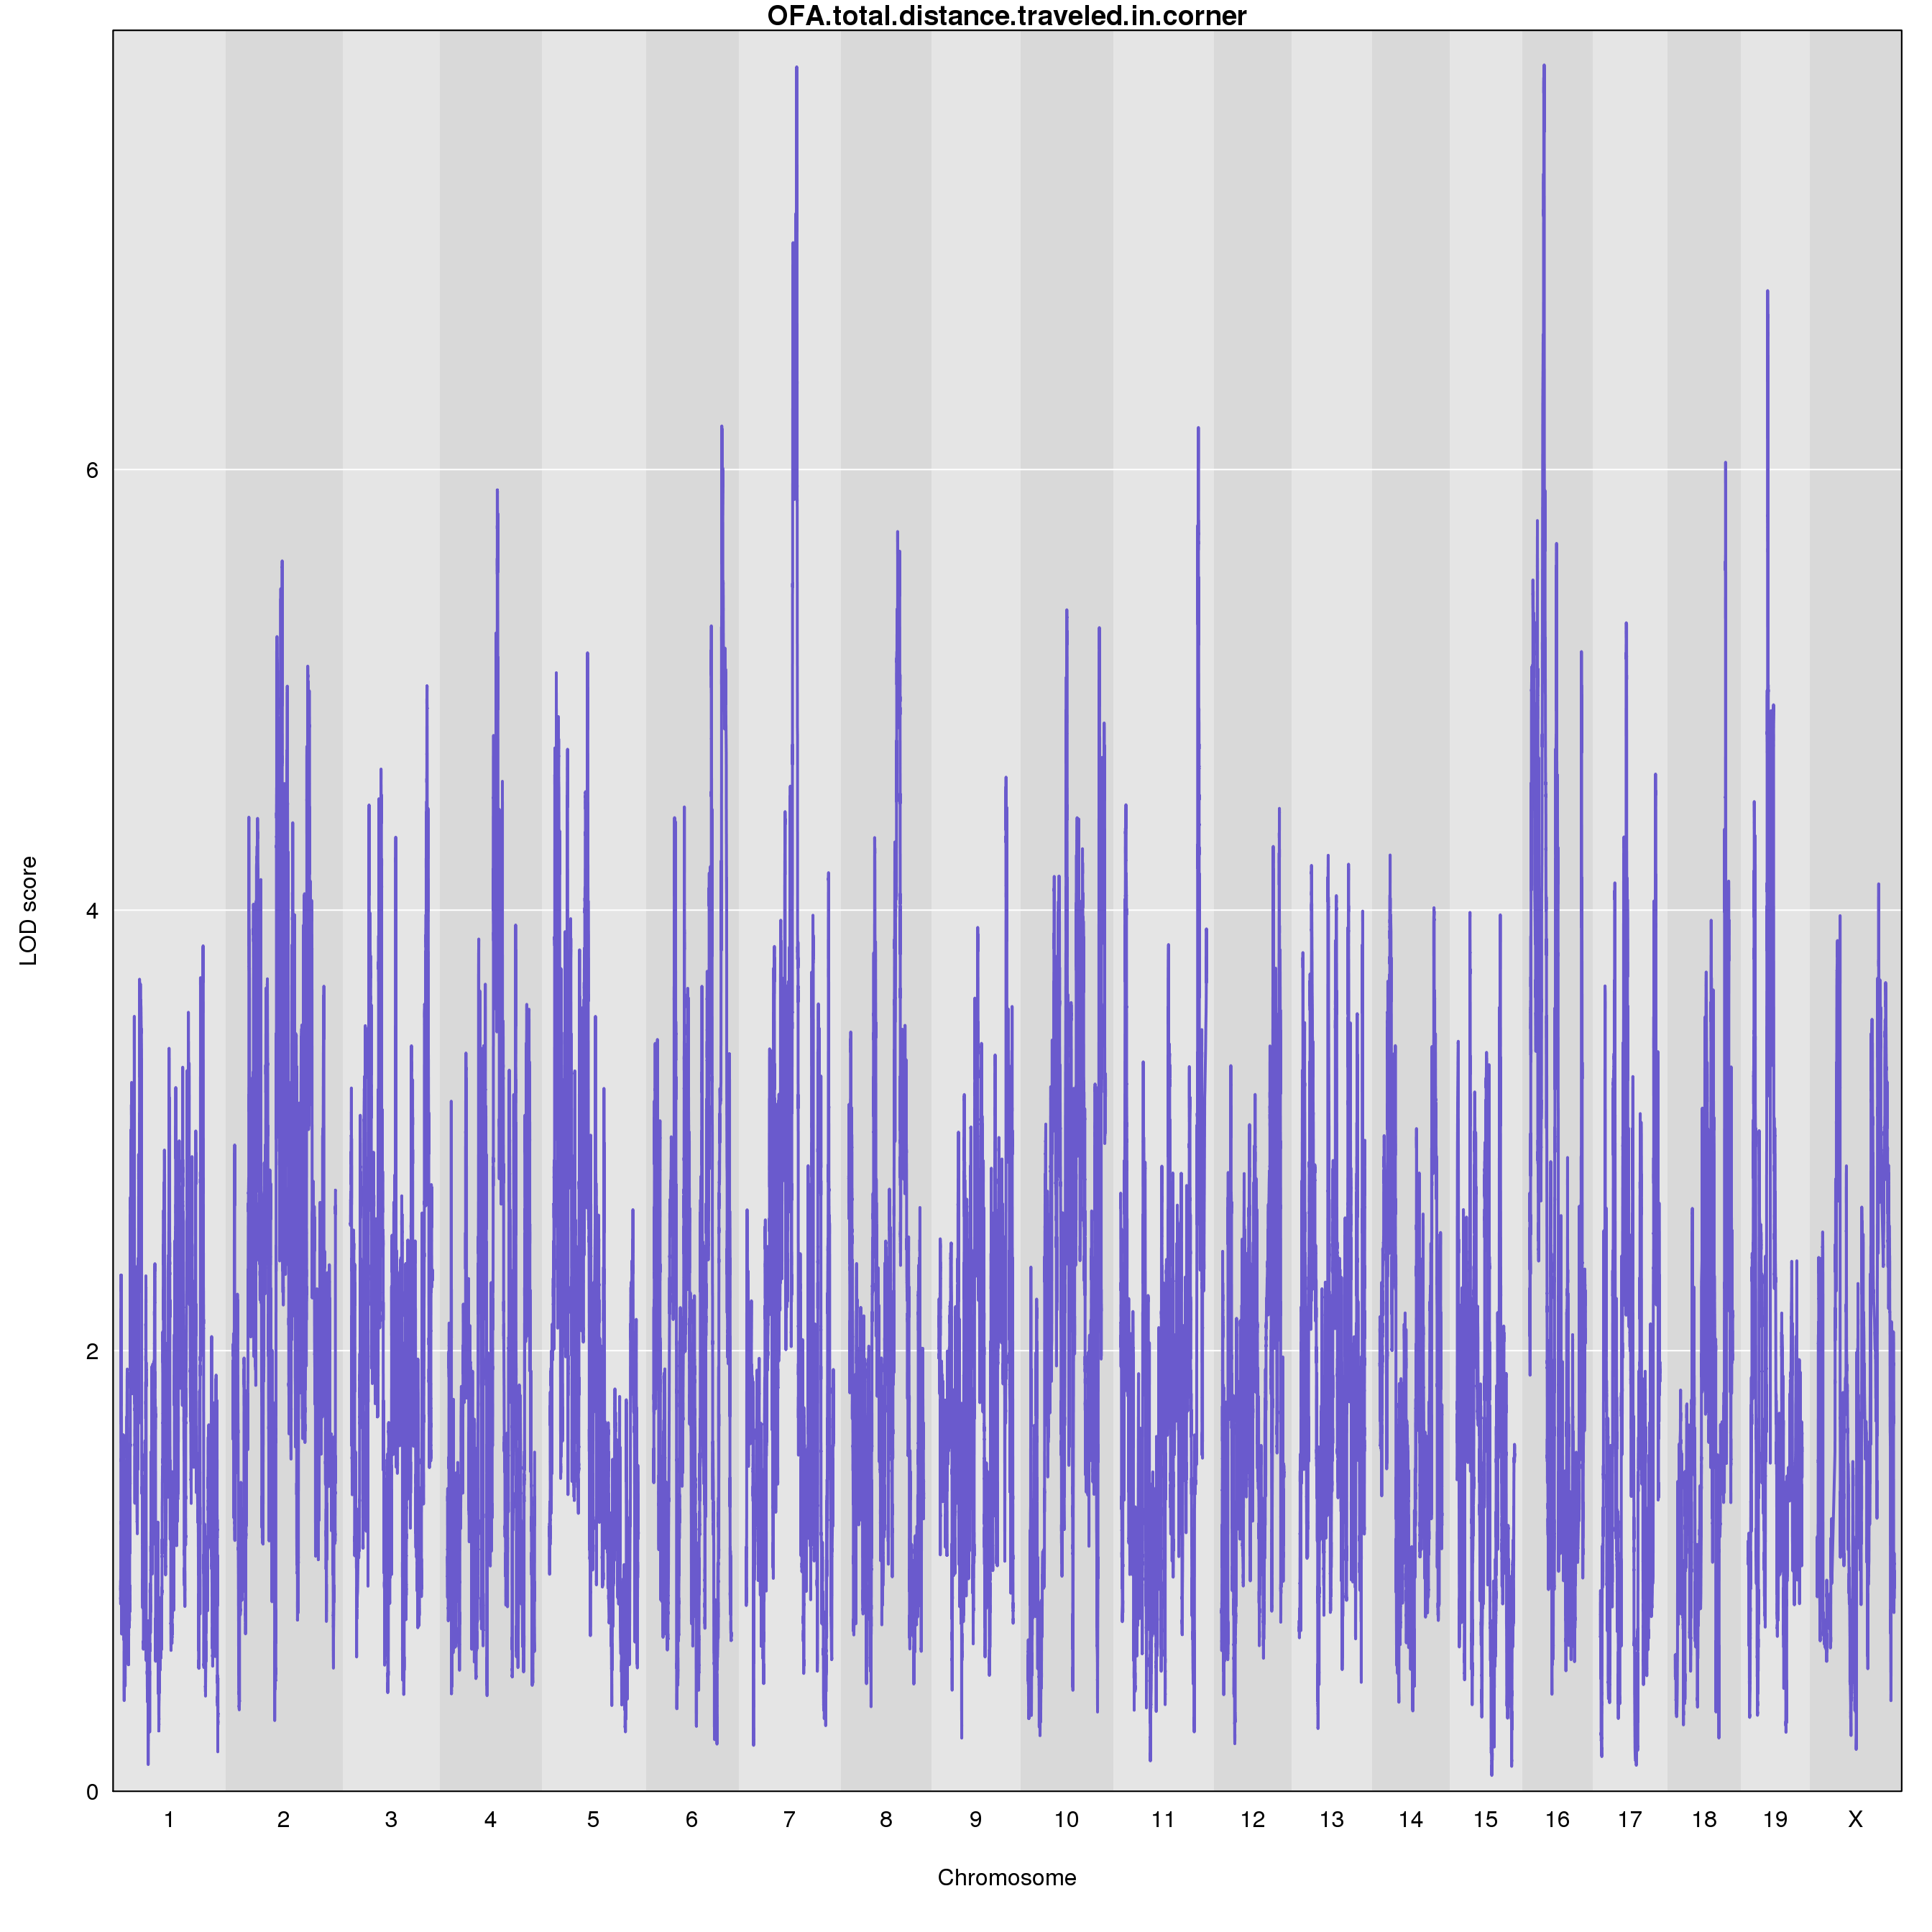 OFA.total.distance.traveled.in.corner
LOD score
6
4
2
0
1 2 3 4 5 6 7 8 9 10 11 12 13 14 15 16 17 18 19 X
Chromosome